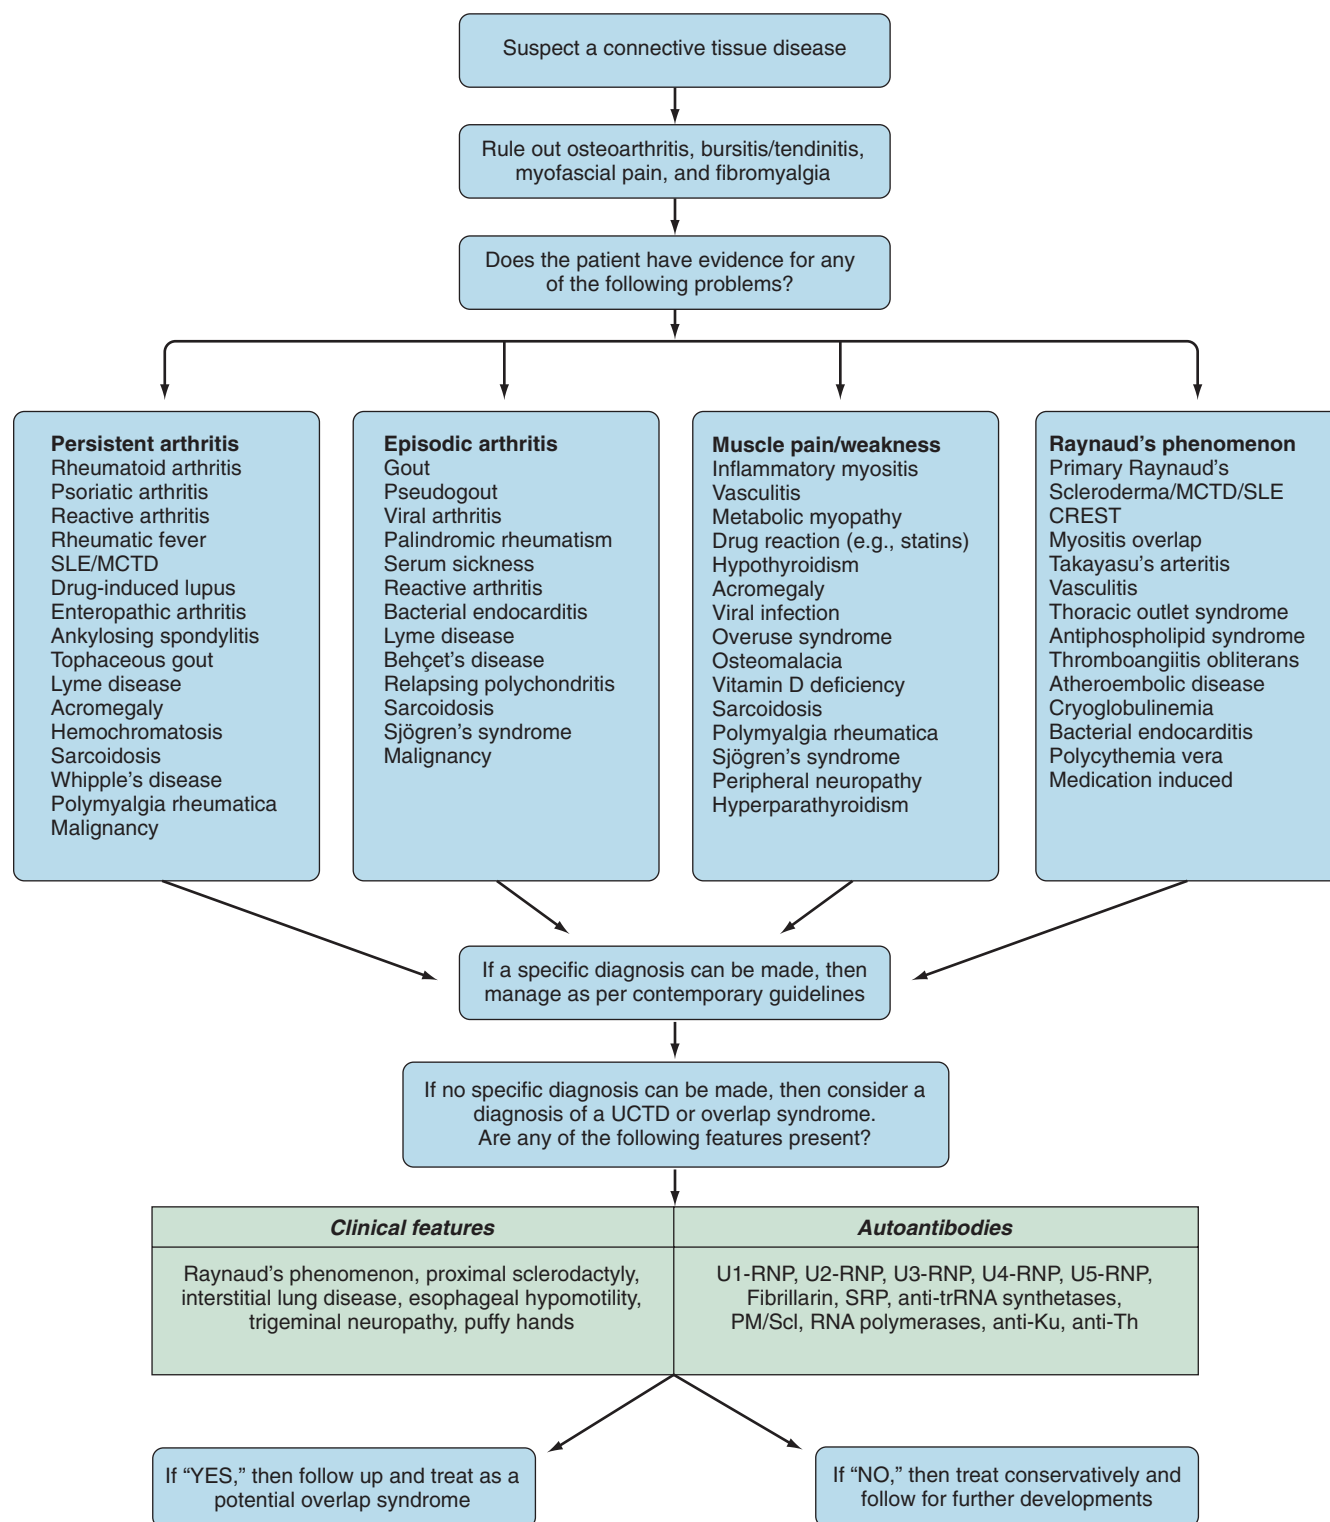 Suspect a connective tissue disease
Rule out osteoarthritis, bursitis/tendinitis,
myofascial pain, and fibromyalgia
Does the patient have evidence for any
of the following problems?
Persistent arthritis
Rheumatoid arthritis
Psoriatic arthritis
Reactive arthritis
Rheumatic fever
SLE/MCTD
Drug-induced lupus
Enteropathic arthritis
Ankylosing spondylitis
Tophaceous gout
Lyme disease
Acromegaly
Hemochromatosis
Sarcoidosis
Whipple's disease
Polymyalgia rheumatica
Malignancy
Episodic arthritis
Gout
Pseudogout
Viral arthritis
Palindromic rheumatism
Serum sickness
Reactive arthritis
Bacterial endocarditis
Lyme disease
Behçet's disease
Relapsing polychondritis
Sarcoidosis
Sjögren's syndrome
Malignancy
Muscle pain/weakness
Inflammatory myositis
Vasculitis
Metabolic myopathy
Drug reaction (e.g., statins)
Hypothyroidism
Acromegaly
Viral infection
Overuse syndrome
Osteomalacia
Vitamin D deficiency
Sarcoidosis
Polymyalgia rheumatica
Sjögren's syndrome
Peripheral neuropathy
Hyperparathyroidism
Raynaud's phenomenon
Primary Raynaud's
Scleroderma/MCTD/SLE
CREST
Myositis overlap
Takayasu's arteritis
Vasculitis
Thoracic outlet syndrome
Antiphospholipid syndrome
Thromboangiitis obliterans
Atheroembolic disease
Cryoglobulinemia
Bacterial endocarditis
Polycythemia vera
Medication induced
If a specific diagnosis can be made, then
manage as per contemporary guidelines
If no specific diagnosis can be made, then consider a
diagnosis of a UCTD or overlap syndrome.
Are any of the following features present?
Clinical features
Raynaud's phenomenon, proximal sclerodactyly,
interstitial lung disease, esophageal hypomotility,
trigeminal neuropathy, puffy hands
Autoantibodies
U1-RNP, U2-RNP, U3-RNP, U4-RNP, U5-RNP,
Fibrillarin, SRP, anti-trRNA synthetases,
PM/Scl, RNA polymerases, anti-Ku, anti-Th
If “YES,” then follow up and treat as a
potential overlap syndrome
If “NO,” then treat conservatively and
follow for further developments